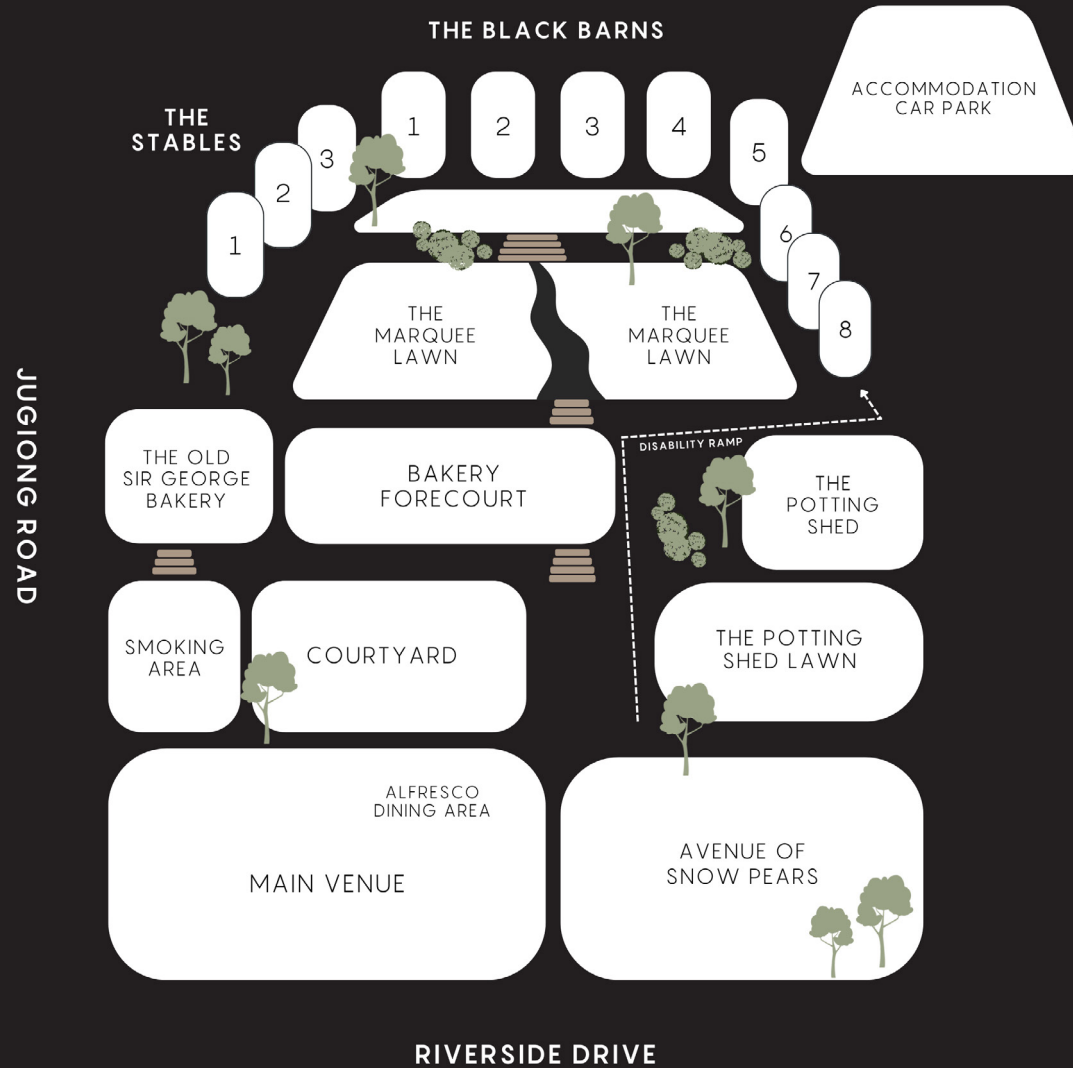 THE BLACK BARNS
ACCOMMODATION
CAR PARK
THE
STABLES
1
2
3
1
2
3
4
5
6
7
8
THE
MARQUEE
LAWN
THE
MARQUEE
LAWN
JUGIONG ROAD
THE OLD
SIR GEORGE
BAKERY
BAKERY
FORECOURT
DISABILITY RAMP
THE
POTTING
SHED
SMOKING
AREA
COURTYARD
THE POTTING
SHED LAWN
ALFRESCO
DINING AREA
MAIN VENUE
AVENUE OF
SNOW PEARS
RIVERSIDE DRIVE